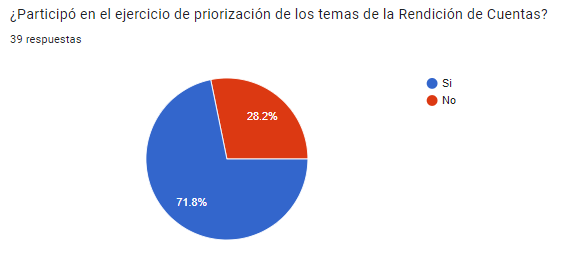 ¿Participó en el ejercicio de priorización de los temas de la Rendición de Cuentas?
39 respuestas
Si
No
28.2%
71.8%